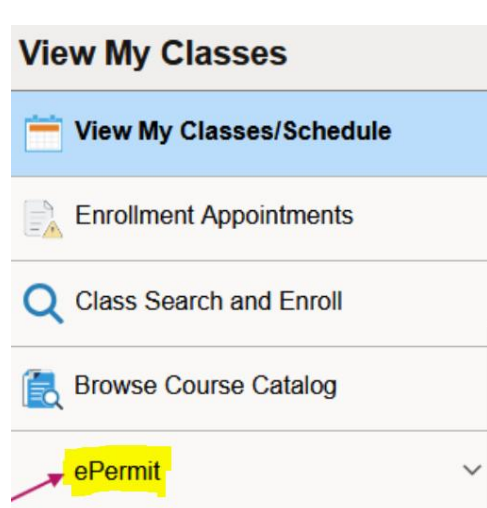 View My Classes
View My Classes/Schedule
Enrollment Appointments
Class Search and Enroll
Browse Course Catalog
ePermit